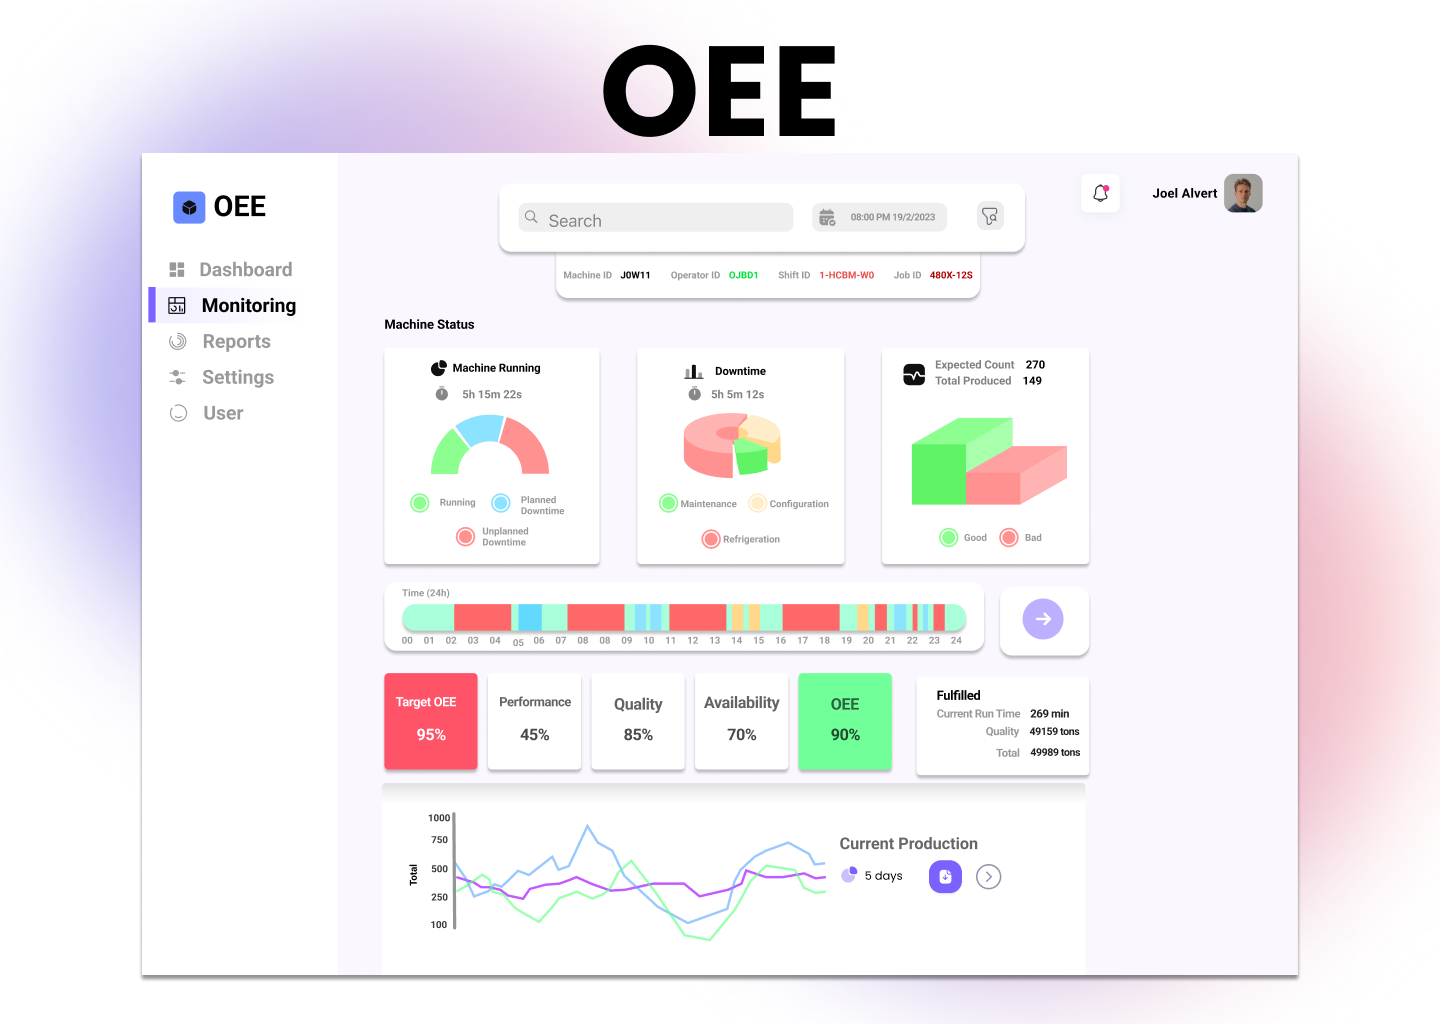 OEE
OEE
Dashboard
Monitoring
Reports
Settings
User
Search
08:00 PM 19/2/2023
Joel Alvert
Machine ID J0W11 Operator ID OJBD1 Shift ID 1-HCBM-W0 Job ID 480X-12S
Machine Status
Machine Running
5h 15m 22s
Running
Planned
Downtime
Unplanned
Downtime
Downtime
5h 5m 12s
Maintenance
Configuration
Refrigeration
Expected Count 270
Total Produced 149
Good
Bad
Time (24h)
00 01 02 03 04 05 06 07 08 08 09 10 11 12 13 14 15 16 17 18 19 20 21 22 23 24
Target OEE
95%
Performance
45%
Quality
85%
Availability
70%
OEE
90%
Fulfilled
Current Run Time 269 min
Quality 49159 tons
Total 49989 tons
Total
1000
750
500
250
100
Current Production
5 days